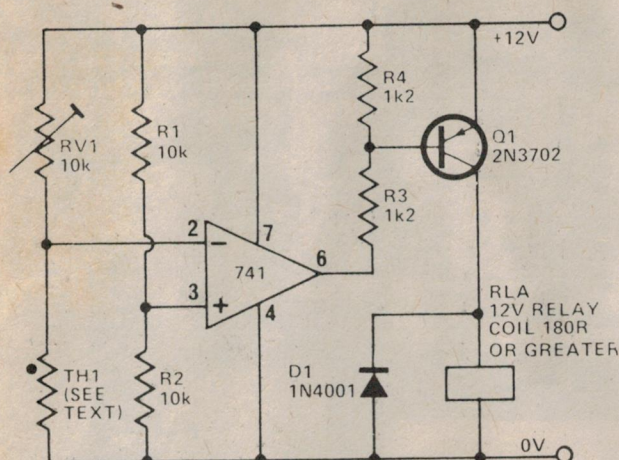 +12V
R4
1k2
RV1
10k
R1
10k
Q1
2N3702
R3
1k2
2
7
741
6
3
4
RLA
12V RELAY
COIL 180R
OR GREATER
TH1
(SEE
TEXT)
R2
10k
D1
1N4001
0V